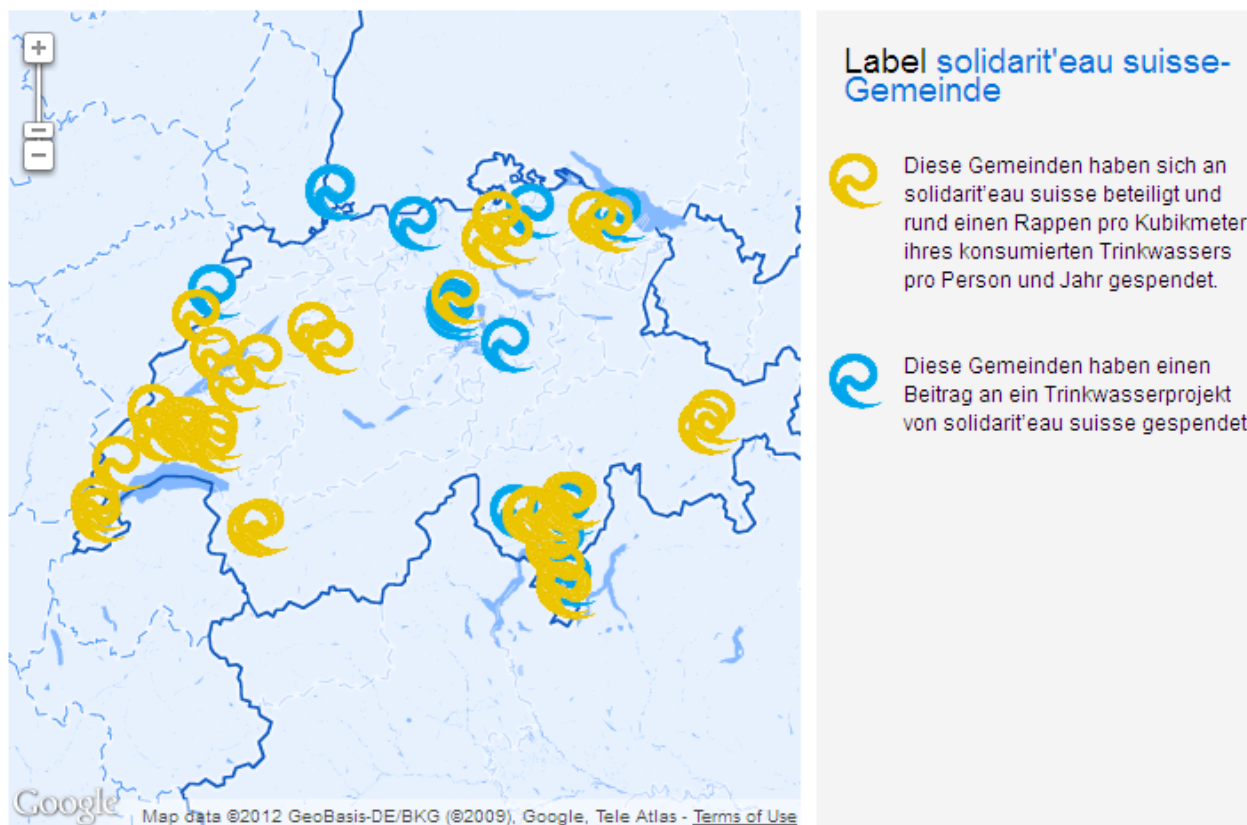 Label solidarit'eau suisse-
Gemeinde
Diese Gemeinden haben sich an
solidarit'eau suisse beteiligt und
rund einen Rappen pro Kubikmeter
ihres konsumierten Trinkwassers
pro Person und Jahr gespendet.
Diese Gemeinden haben einen
Beitrag an ein Trinkwasserprojekt
von solidarit'eau suisse gespendet
Google
Map data ©2012 GeoBasis-DE/BKG (©2009), Google, Tele Atlas - Terms of Use